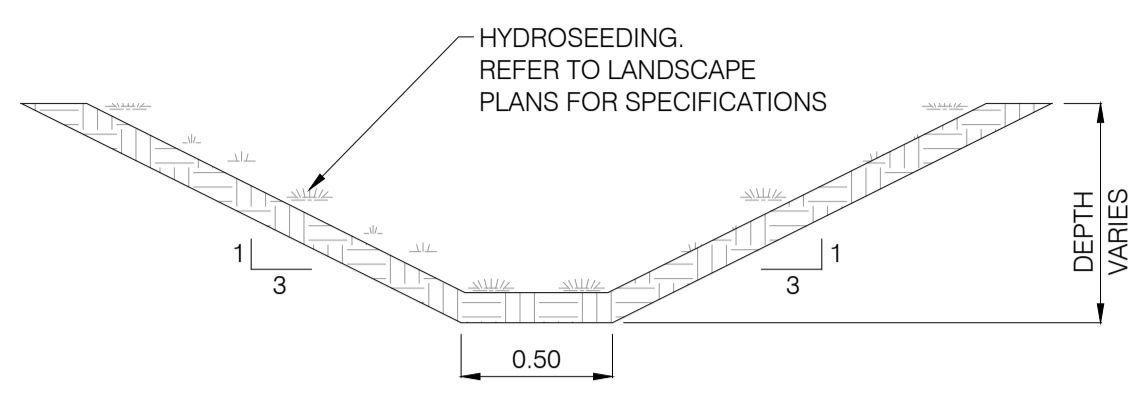 HYDROSEEDING.
REFER TO LANDSCAPE
PLANS FOR SPECIFICATIONS
1
3
1
3
DEPTH
VARIES
0.50